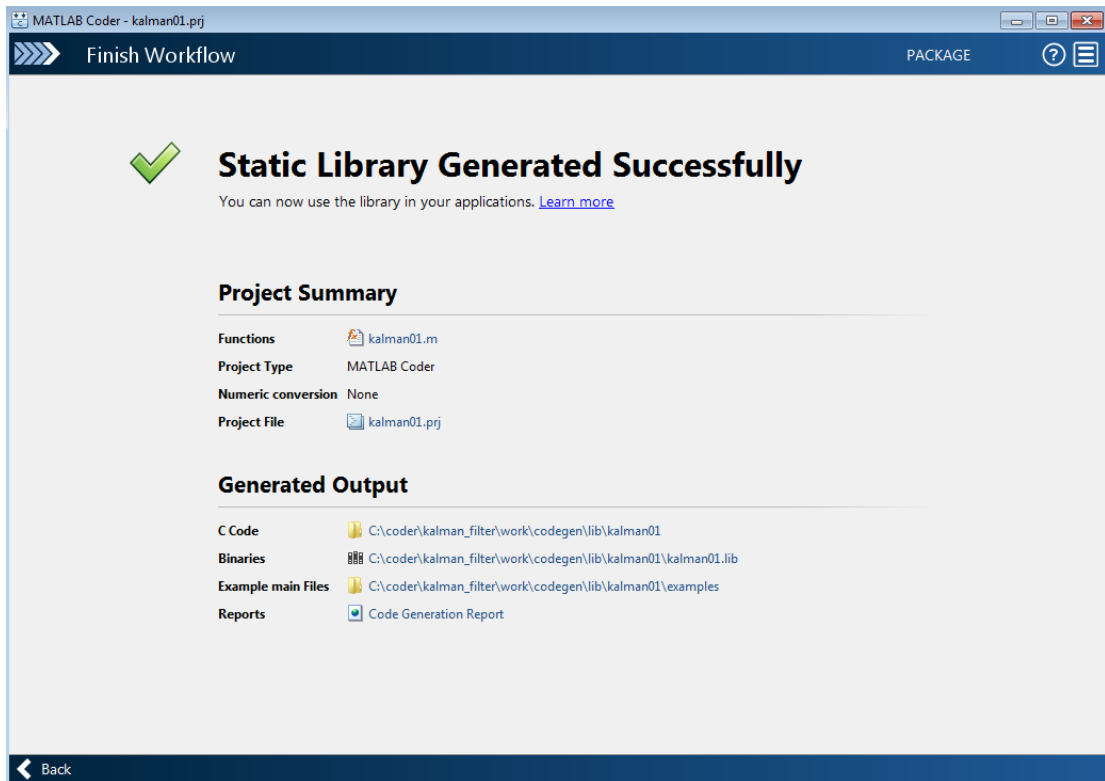 MATLAB Coder - kalman01.prj
Finish Workflow PACKAGE
Static Library Generated Successfully
You can now use the library in your applications. Learn more
Project Summary
Functions kalman01.m
Project Type MATLAB Coder
Numeric conversion None
Project File kalman01.prj
Generated Output
C Code C:\coder\kalman_filter\work\codegen\lib\kalman01
Binaries C:\coder\kalman_filter\work\codegen\lib\kalman01\kalman01.lib
Example main Files C:\coder\kalman_filter\work\codegen\lib\kalman01\examples
Reports Code Generation Report
Back